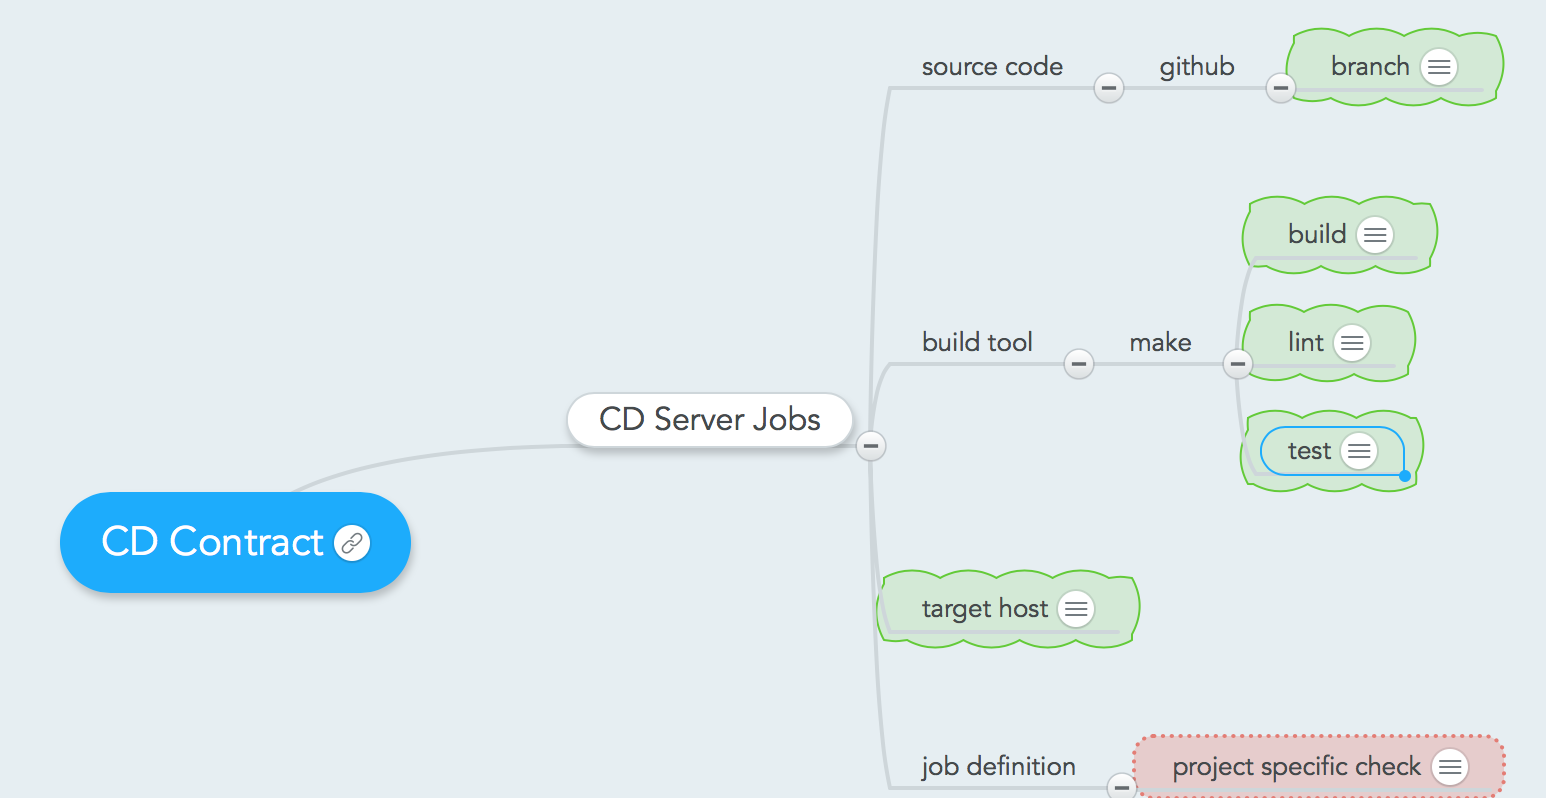 source code
github
branch
build
build tool
make
lint
CD Server Jobs
test
CD Contract
target host
job definition
project specific check